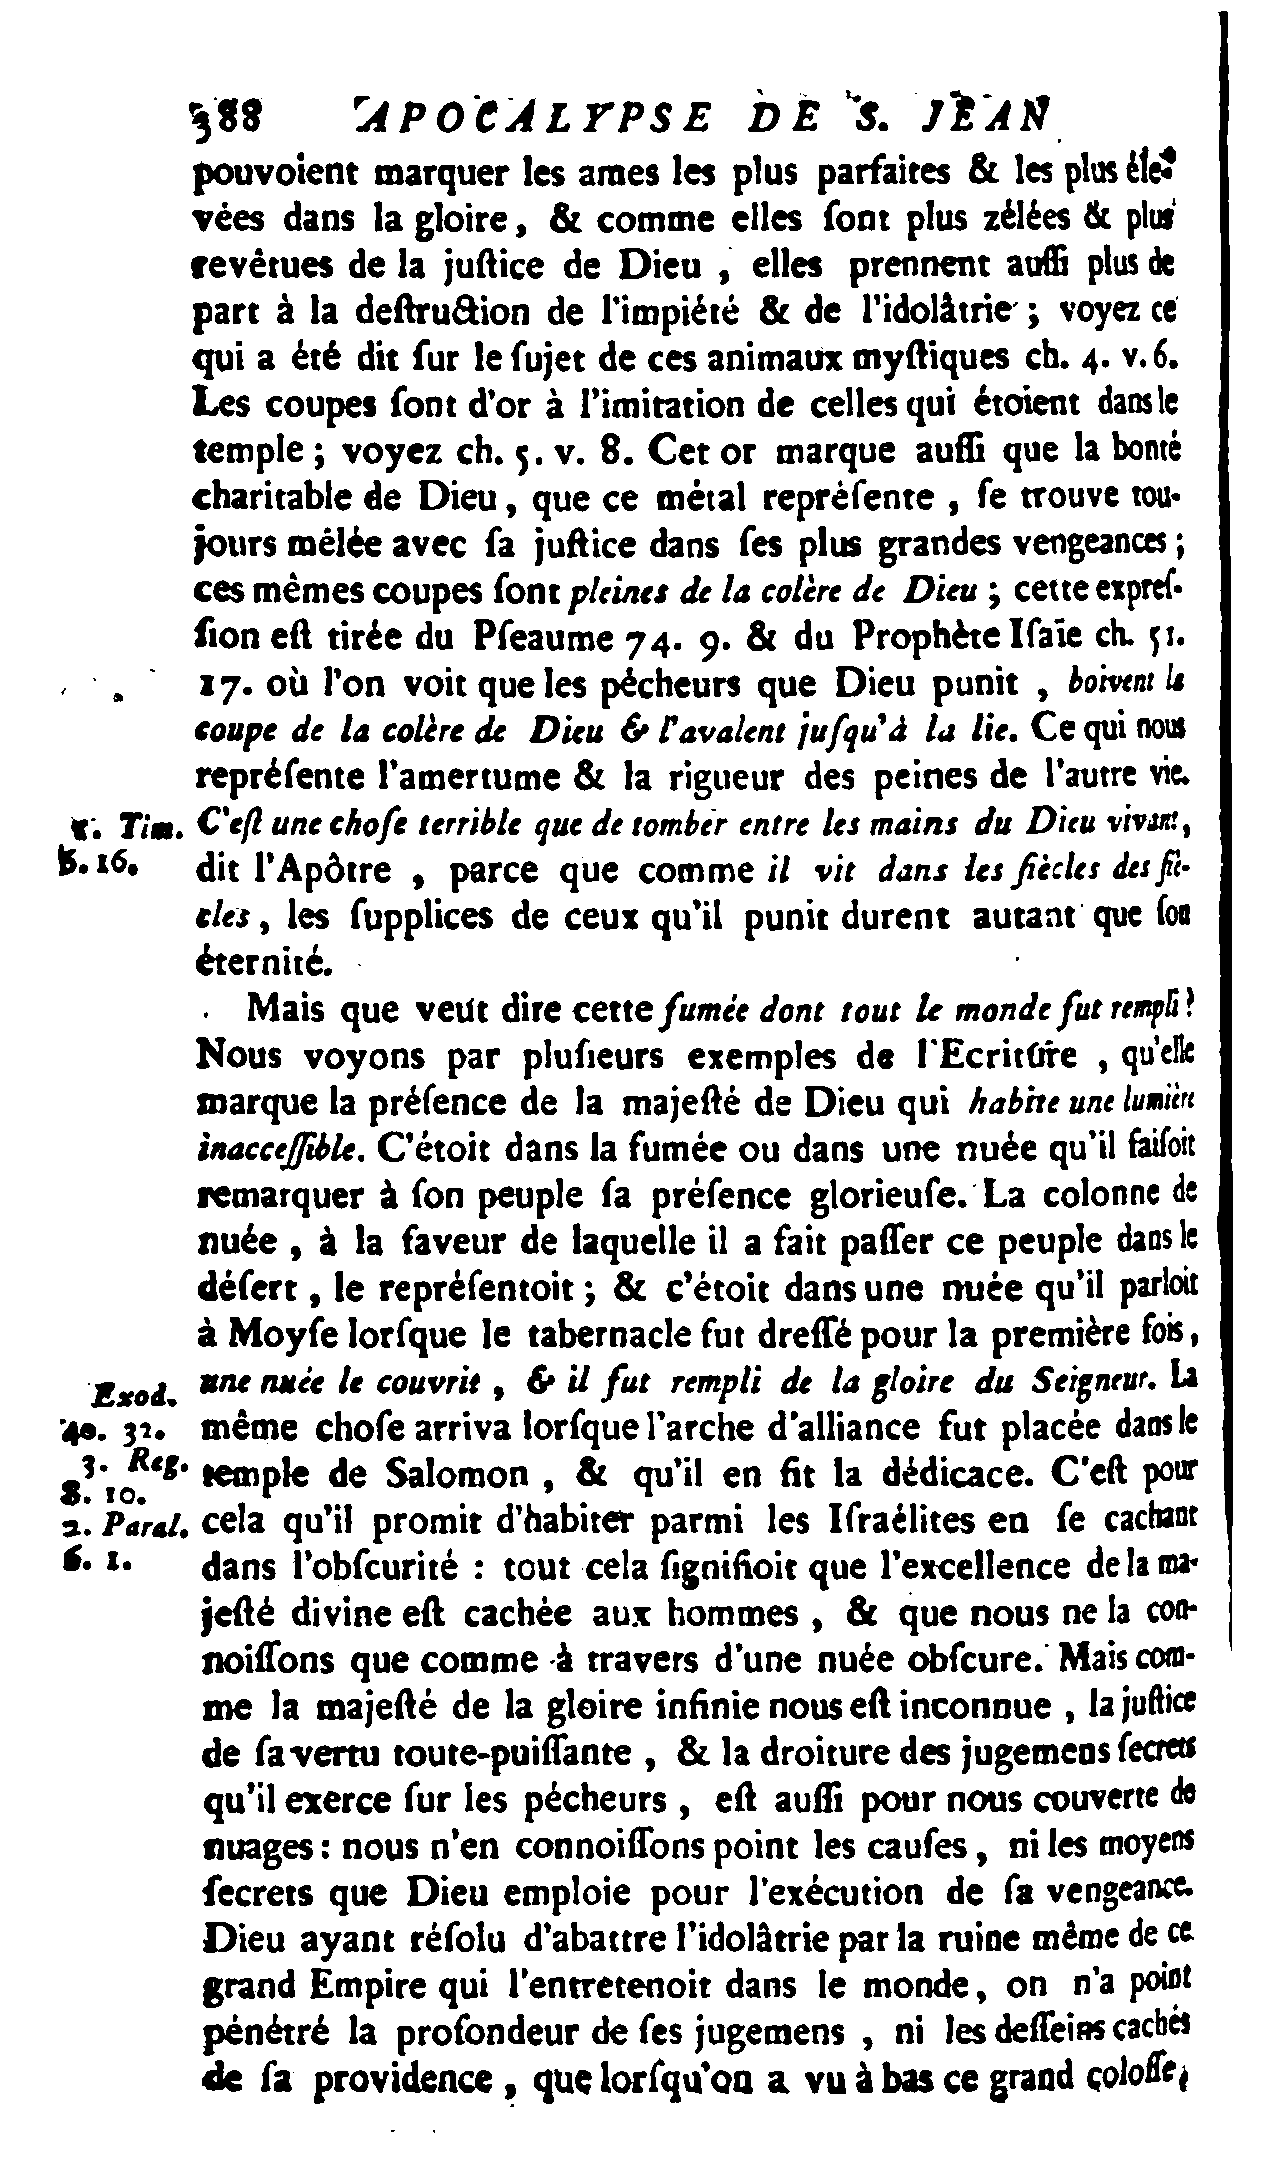 388 APOCALYPSE DE S. JEAN
pouvoient marquer les ames les plus parfaites & les plus éle-
vées dans la gloire, & comme elles ſont plus zélées & plus
revêtues de la juſtice de Dieu , elles prennent auſſi plus de
part à la deſtruction de l'impiété & de l'idolâtrie ; voyez ce
qui a été dit ſur le ſujet de ces animaux myſtiques ch. 4. v. 6.
Les coupes ſont d'or à l'imitation de celles qui étoient dans le
temple ; voyez ch. 5. v. 8. Cet or marque auſſi que la bonté
charitable de Dieu, que ce métal repréſente , ſe trouve tou-
jours mêlée avec ſa juſtice dans ſes plus grandes vengeances ;
ces mêmes coupes ſont pleines de la colère de Dieu ; cette expreſ-
ſion eſt tirée du Pſeaume 74. 9. & du Prophète Iſaïe ch. 51.
17. où l'on voit que les pécheurs que Dieu punit , boivent la
coupe de la colère de Dieu & l'avalent juſqu'à la lie. Ce qui nous
repréſente l'amertume & la rigueur des peines de l'autre vie.
C'eſt une choſe terrible que de tomber entre les mains du Dieu vivant,
dit l'Apôtre , parce que comme il vit dans les ſiècles des ſiè-
cles, les ſupplices de ceux qu'il punit durent autant que ſon
éternité.
Mais que veut dire cette fumée dont tout le monde fut rempli?
Nous voyons par pluſieurs exemples de l'Ecriture , qu'elle
marque la préſence de la majeſté de Dieu qui habite une lumière
inacceſſible. C'étoit dans la fumée ou dans une nuée qu'il faiſoit
remarquer à ſon peuple ſa préſence glorieuſe. La colonne de
nuée , à la faveur de laquelle il a fait paſſer ce peuple dans le
déſert , le repréſentoit ; & c'étoit dans une nuée qu'il parloit
à Moyſe lorſque le tabernacle fut dreſſé pour la première fois,
une nuée le couvrit , & il fut rempli de la gloire du Seigneur. La
même choſe arriva lorſque l'arche d'alliance fut placée dans le
temple de Salomon , & qu'il en fit la dédicace. C'eſt pour
cela qu'il promit d'habiter parmi les Iſraélites en ſe cachant
dans l'obſcurité : tout cela ſignifioit que l'excellence de la ma-
jeſté divine eſt cachée aux hommes , & que nous ne la con-
noiſſons que comme à travers d'une nuée obſcure. Mais com-
me la majeſté de la gloire infinie nous eſt inconnue , la juſtice
de ſa vertu toute-puiſſante , & la droiture des jugemens ſecrets
qu'il exerce ſur les pécheurs , eſt auſſi pour nous couverte de
nuages : nous n'en connoiſſons point les cauſes, ni les moyens
ſecrets que Dieu emploie pour l'exécution de ſa vengeance.
Dieu ayant réſolu d'abattre l'idolâtrie par la ruine même de ce
grand Empire qui l'entretenoit dans le monde, on n'a point
pénétré la profondeur de ſes jugemens , ni les deſſeins cachés
de ſa providence , que lorſqu'on a vu à bas ce grand coloſſe,
1. Tim.
6. 16.
Exod.
40. 32.
3. Reg.
8. 10.
2. Paral.
6. 1.